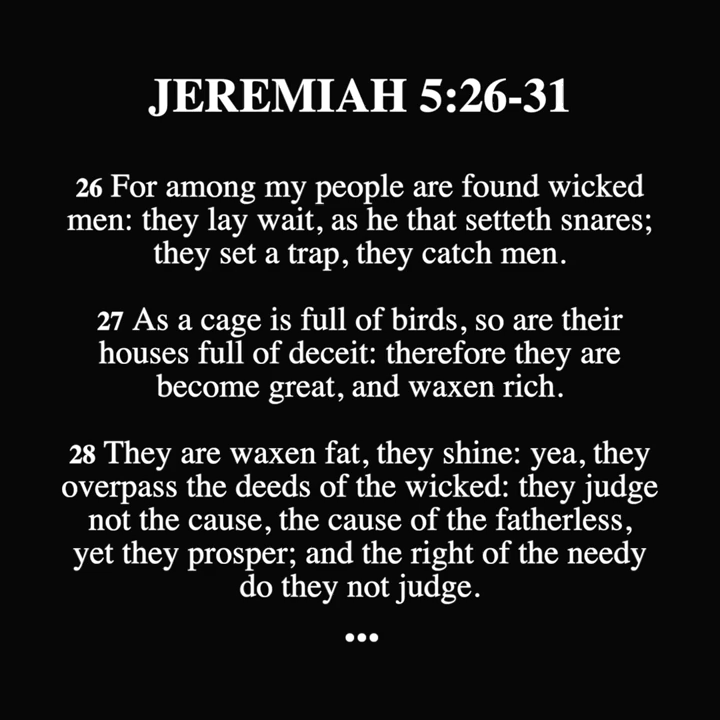 JEREMIAH 5:26-31
26 For among my people are found wicked
men: they lay wait, as he that setteth snares;
they set a trap, they catch men.
27 As a cage is full of birds, so are their
houses full of deceit: therefore they are
become great, and waxen rich.
28 They are waxen fat, they shine: yea, they
overpass the deeds of the wicked: they judge
not the cause, the cause of the fatherless,
yet they prosper; and the right of the needy
do they not judge.
...